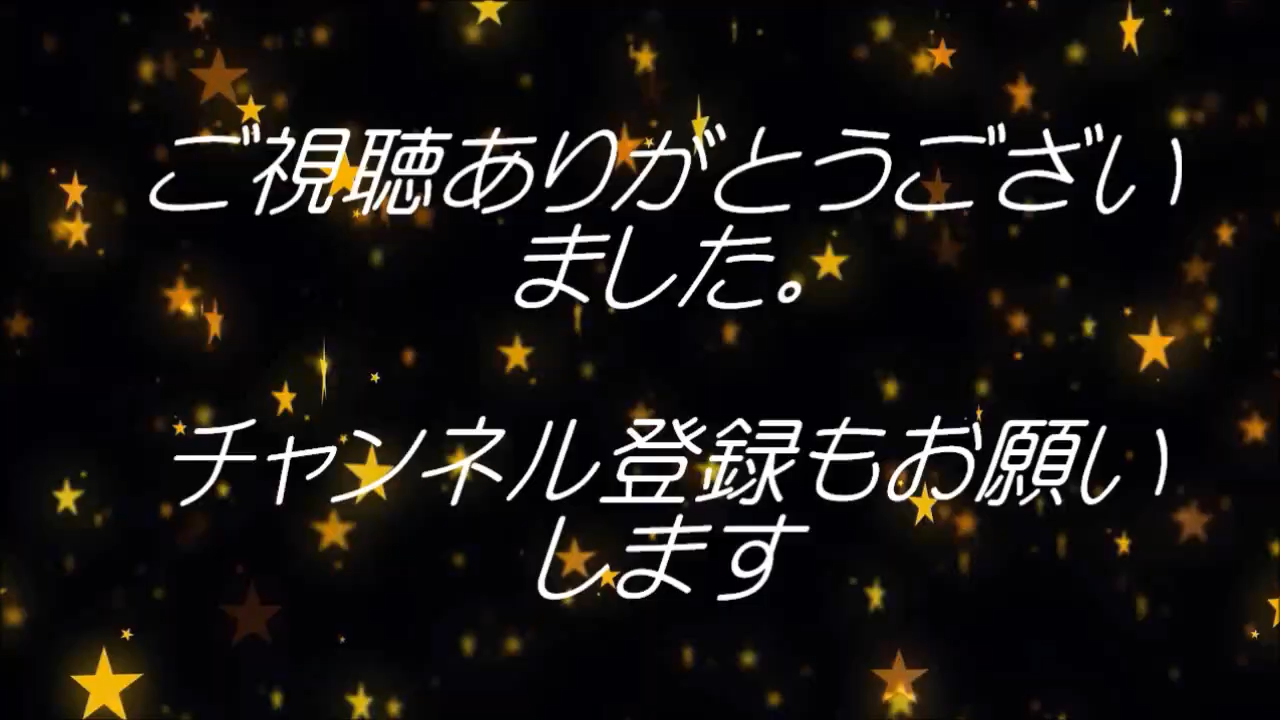 ご視聴ありがとうござい
ました。
チャンネル登録もお願い
します